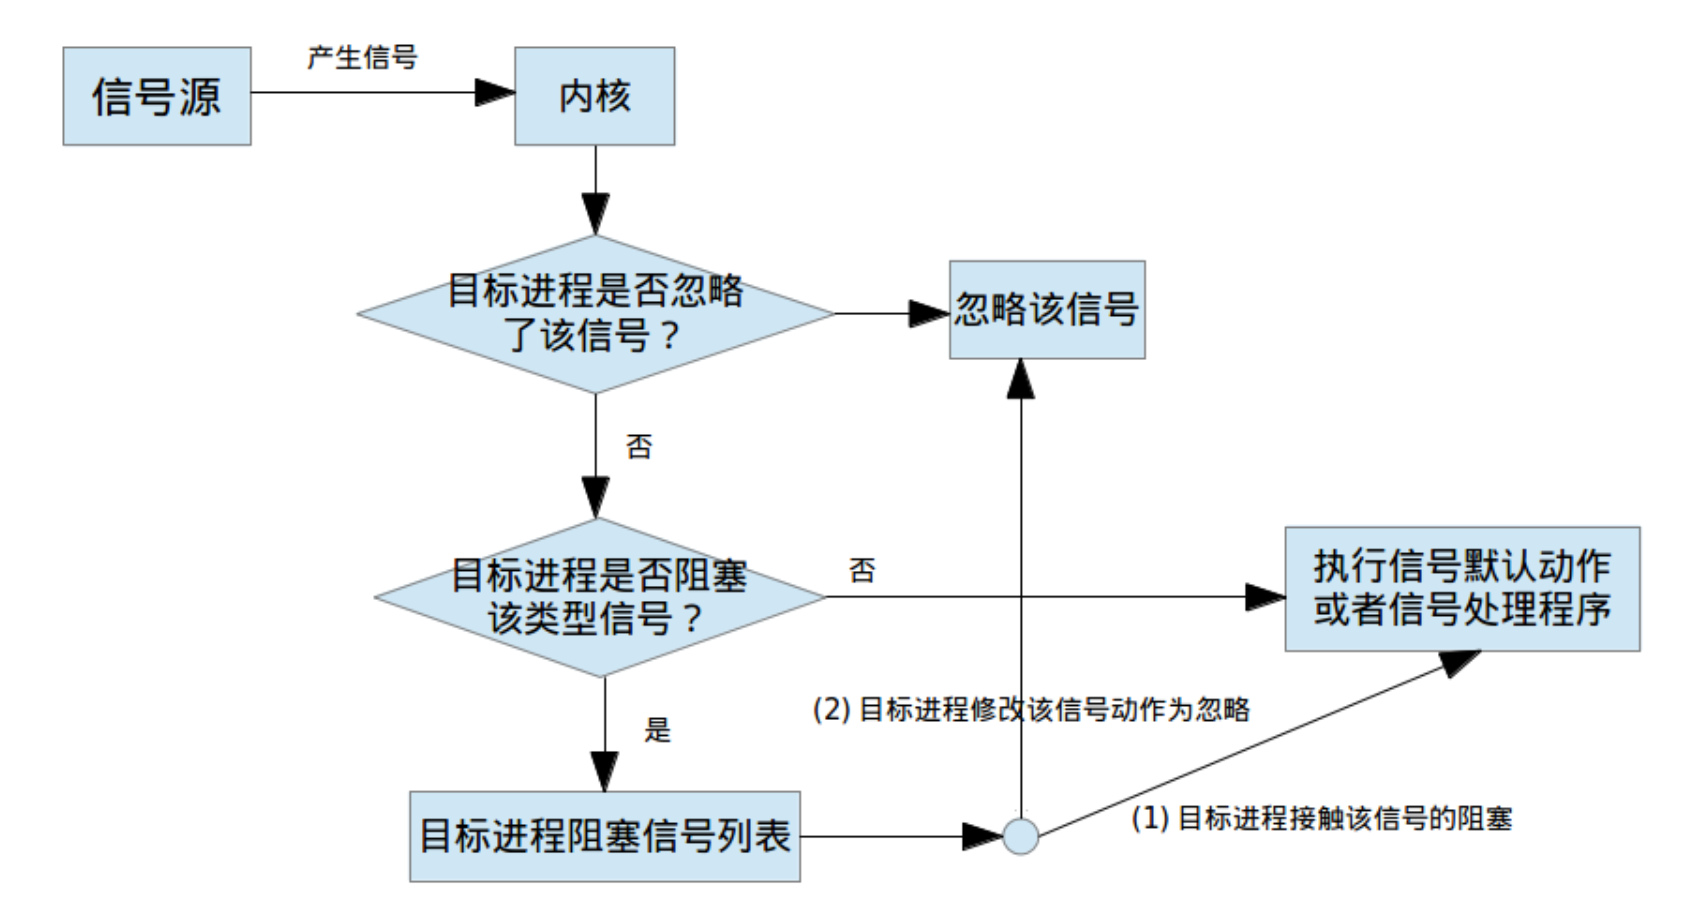 产生信号
信号源
内核
目标进程是否忽略
了该信号？
忽略该信号
否
目标进程是否阻塞
该类型信号？
否
执行信号默认动作
或者信号处理程序
(2) 目标进程修改该信号动作为忽略
是
(1) 目标进程接触该信号的阻塞
目标进程阻塞信号列表